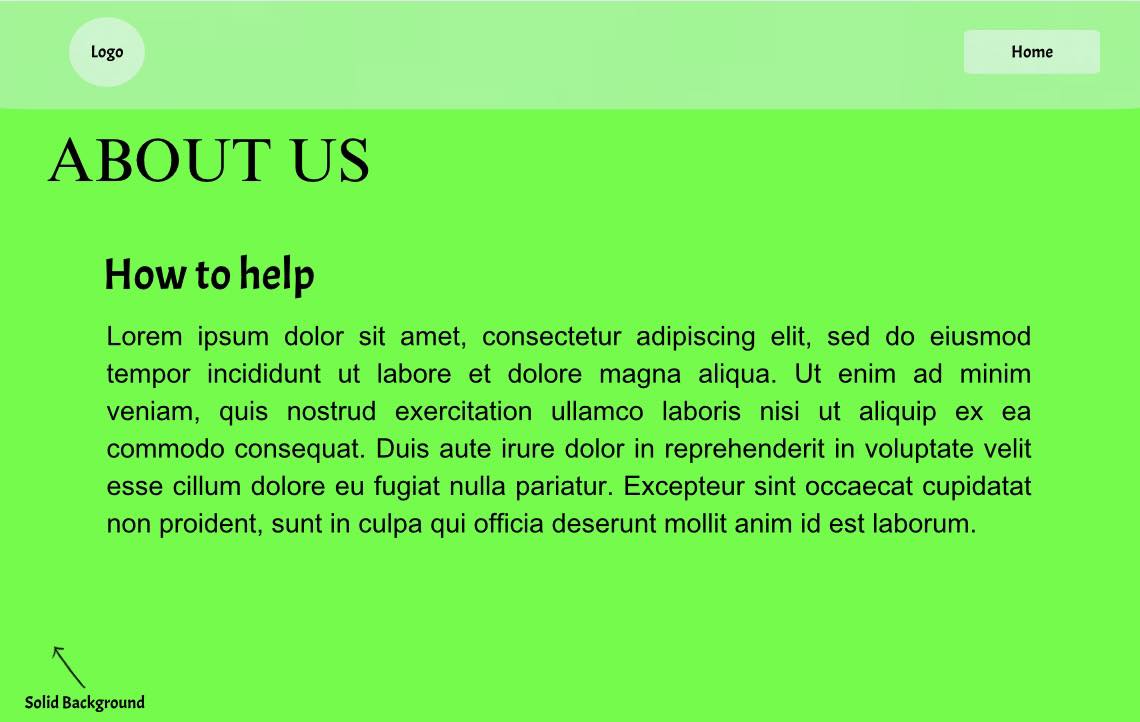 Logo
Home
ABOUT US
How to help
Lorem ipsum dolor sit amet, consectetur adipiscing elit, sed do eiusmod
tempor incididunt ut labore et dolore magna aliqua. Ut enim ad minim
veniam, quis nostrud exercitation ullamco laboris nisi ut aliquip ex ea
commodo consequat. Duis aute irure dolor in reprehenderit in voluptate velit
esse cillum dolore eu fugiat nulla pariatur. Excepteur sint occaecat cupidatat
non proident, sunt in culpa qui officia deserunt mollit anim id est laborum.
Solid Background